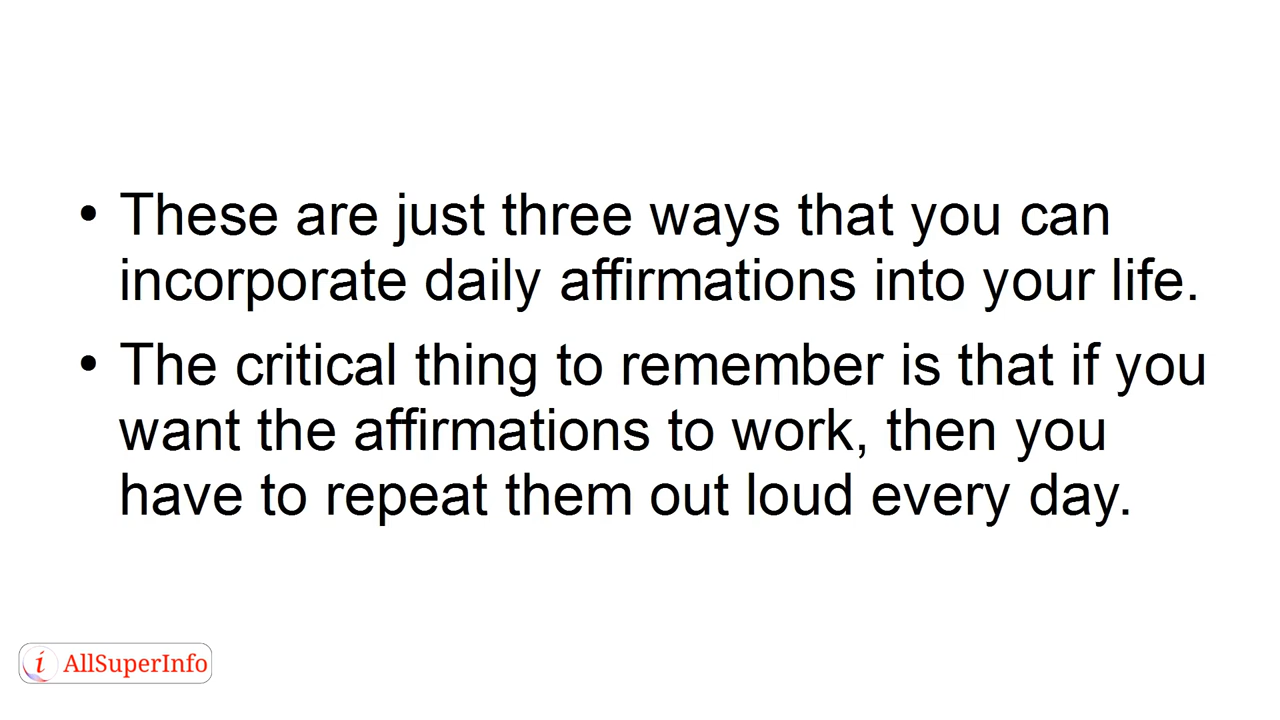 • These are just three ways that you can
incorporate daily affirmations into your life.
• The critical thing to remember is that if you
want the affirmations to work, then you
have to repeat them out loud every day.
i AllSuperInfo